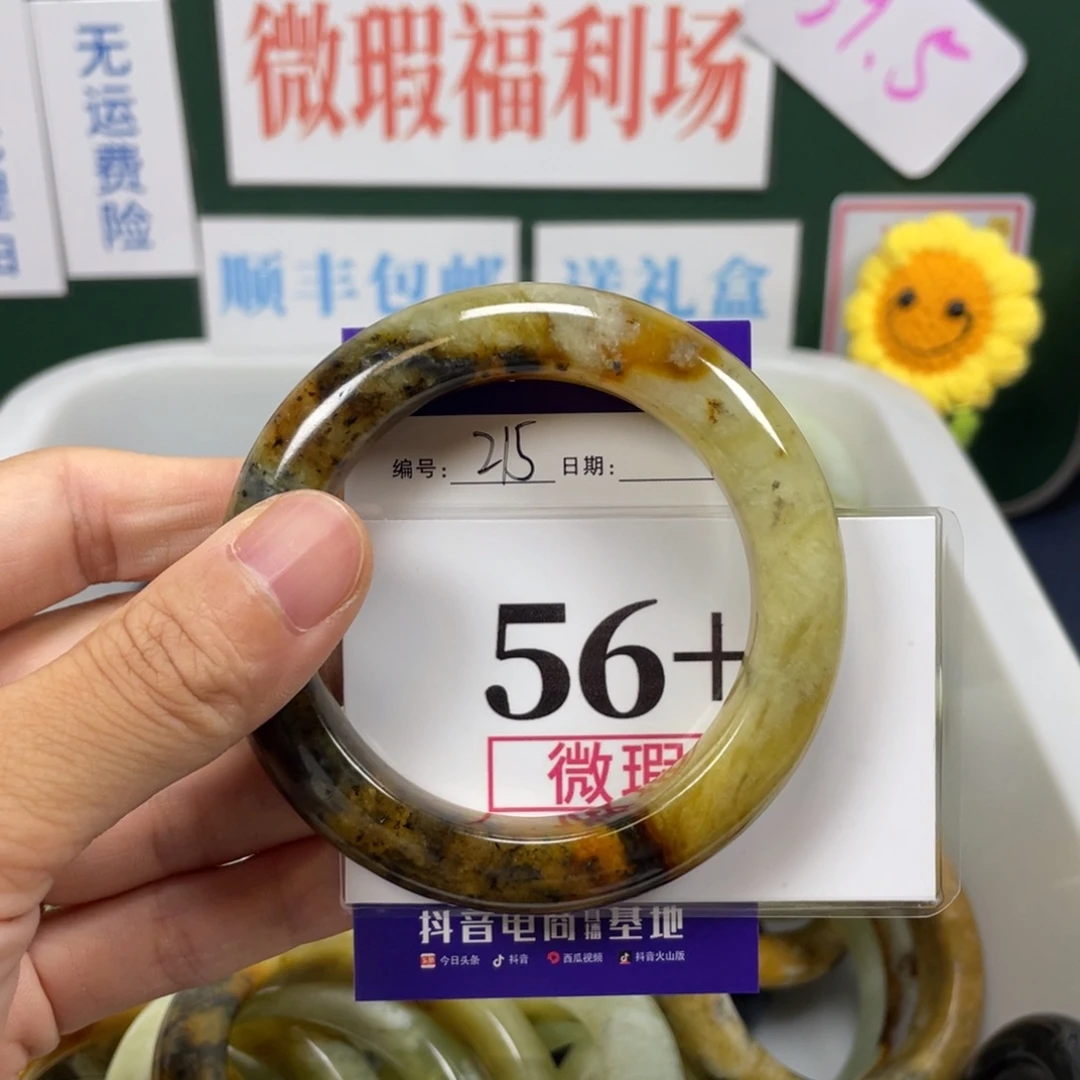 无运费险
微瑕福利场
57.5
顺丰包邮
送礼盒
编号: 215 日期:
56+
微瑕
抖音电商直播基地
今日头条 抖音 西瓜视频 抖音火山版